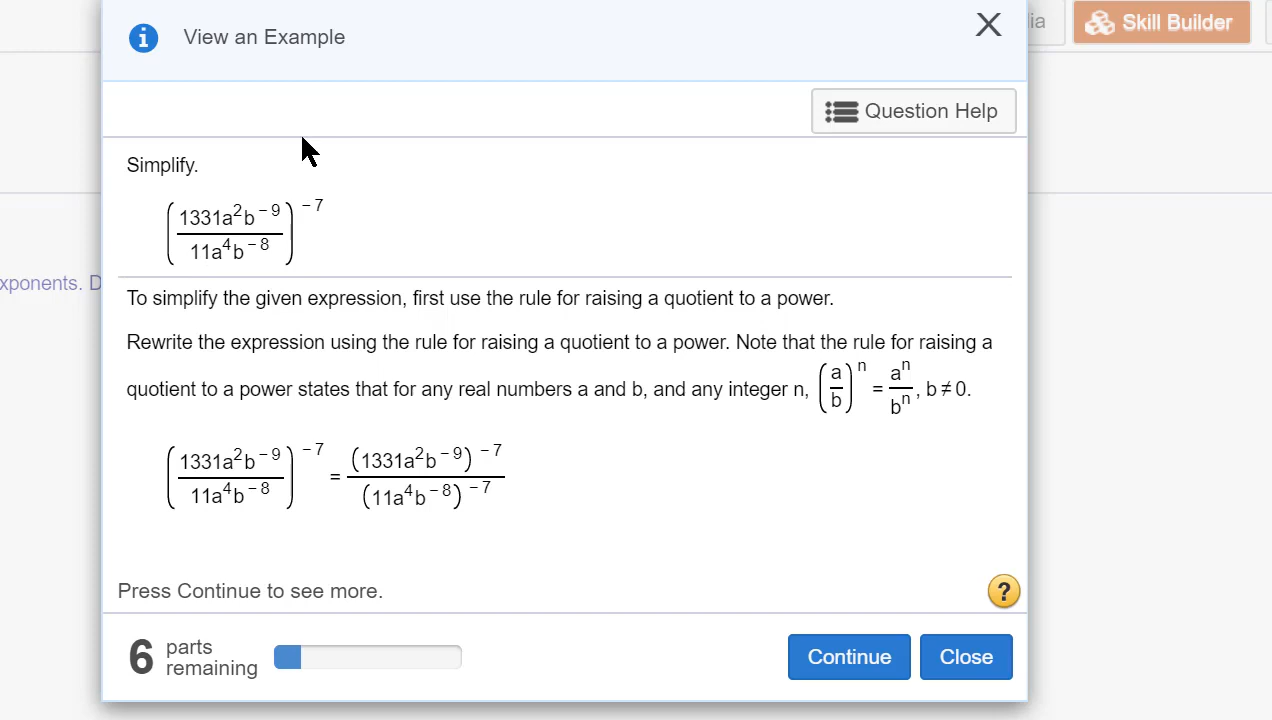 View an Example
ia
Skill Builder
Question Help
Simplify.
(1331a²b⁻⁹ / 11a⁴b⁻⁸)⁻⁷
xponents. D
To simplify the given expression, first use the rule for raising a quotient to a power.
Rewrite the expression using the rule for raising a quotient to a power. Note that the rule for raising a
quotient to a power states that for any real numbers a and b, and any integer n, (a/b)ⁿ = aⁿ/bⁿ, b ≠ 0.
(1331a²b⁻⁹ / 11a⁴b⁻⁸)⁻⁷ = (1331a²b⁻⁹)⁻⁷ / (11a⁴b⁻⁸)⁻⁷
Press Continue to see more.
?
6 parts remaining
Continue
Close